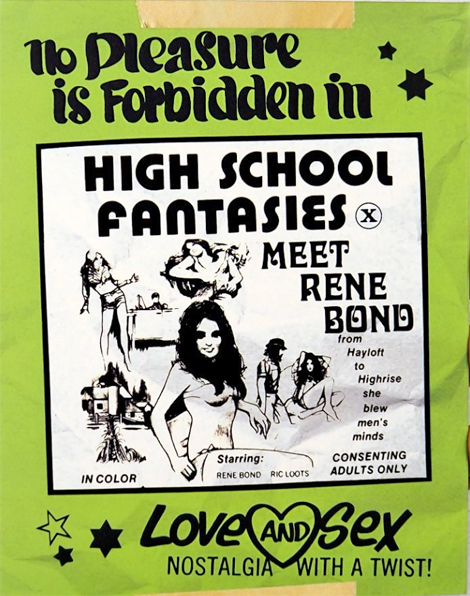 No Pleasure
is Forbidden in
HIGH SCHOOL
FANTASIES X
MEET
RENE
BOND
from
Hayloft
to
Highrise
she
blew
men's
minds
Starring:
RENE BOND RIC LOOTS
IN COLOR
CONSENTING
ADULTS ONLY
Love AND Sex
NOSTALGIA WITH A TWIST!